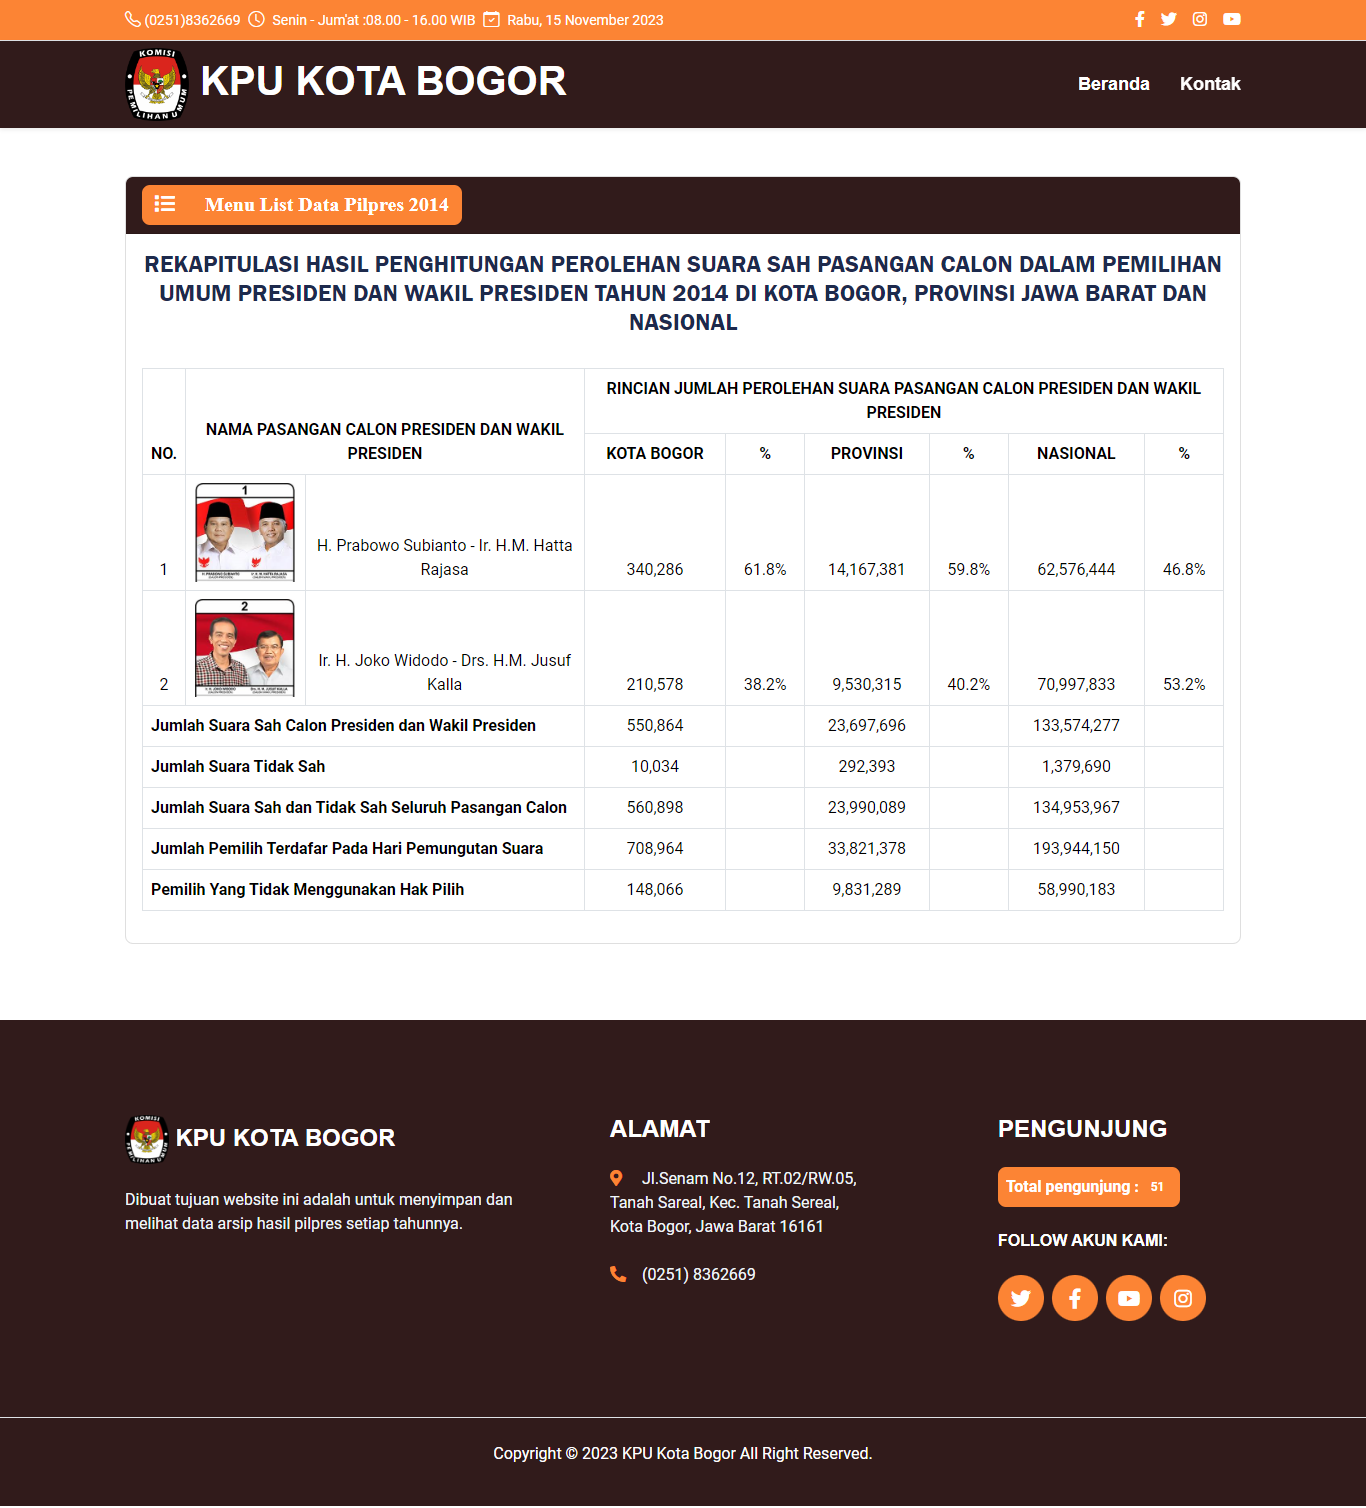 (0251)8362669 Senin - Jum'at :08.00 - 16.00 WIB Rabu, 15 November 2023
KOMISI
PEMILIHAN UMUM
KPU KOTA BOGOR
Beranda Kontak
Menu List Data Pilpres 2014
REKAPITULASI HASIL PENGHITUNGAN PEROLEHAN SUARA SAH PASANGAN CALON DALAM PEMILIHAN
UMUM PRESIDEN DAN WAKIL PRESIDEN TAHUN 2014 DI KOTA BOGOR, PROVINSI JAWA BARAT DAN
NASIONAL
NO.
NAMA PASANGAN CALON PRESIDEN DAN WAKIL
PRESIDEN
RINCIAN JUMLAH PEROLEHAN SUARA PASANGAN CALON PRESIDEN DAN WAKIL
PRESIDEN
KOTA BOGOR % PROVINSI % NASIONAL %
1
H. Prabowo Subianto - Ir. H.M. Hatta
Rajasa
1 340,286 61.8% 14,167,381 59.8% 62,576,444 46.8%
2
Ir. H. Joko Widodo - Drs. H.M. Jusuf
Kalla
2 210,578 38.2% 9,530,315 40.2% 70,997,833 53.2%
Jumlah Suara Sah Calon Presiden dan Wakil Presiden 550,864 23,697,696 133,574,277
Jumlah Suara Tidak Sah 10,034 292,393 1,379,690
Jumlah Suara Sah dan Tidak Sah Seluruh Pasangan Calon 560,898 23,990,089 134,953,967
Jumlah Pemilih Terdafar Pada Hari Pemungutan Suara 708,964 33,821,378 193,944,150
Pemilih Yang Tidak Menggunakan Hak Pilih 148,066 9,831,289 58,990,183
KOMISI
PEMILIHAN UMUM
KPU KOTA BOGOR
Dibuat tujuan website ini adalah untuk menyimpan dan
melihat data arsip hasil pilpres setiap tahunnya.
ALAMAT
Jl.Senam No.12, RT.02/RW.05,
Tanah Sareal, Kec. Tanah Sereal,
Kota Bogor, Jawa Barat 16161
(0251) 8362669
PENGUNJUNG
Total pengunjung : 51
FOLLOW AKUN KAMI:
Copyright © 2023 KPU Kota Bogor All Right Reserved.